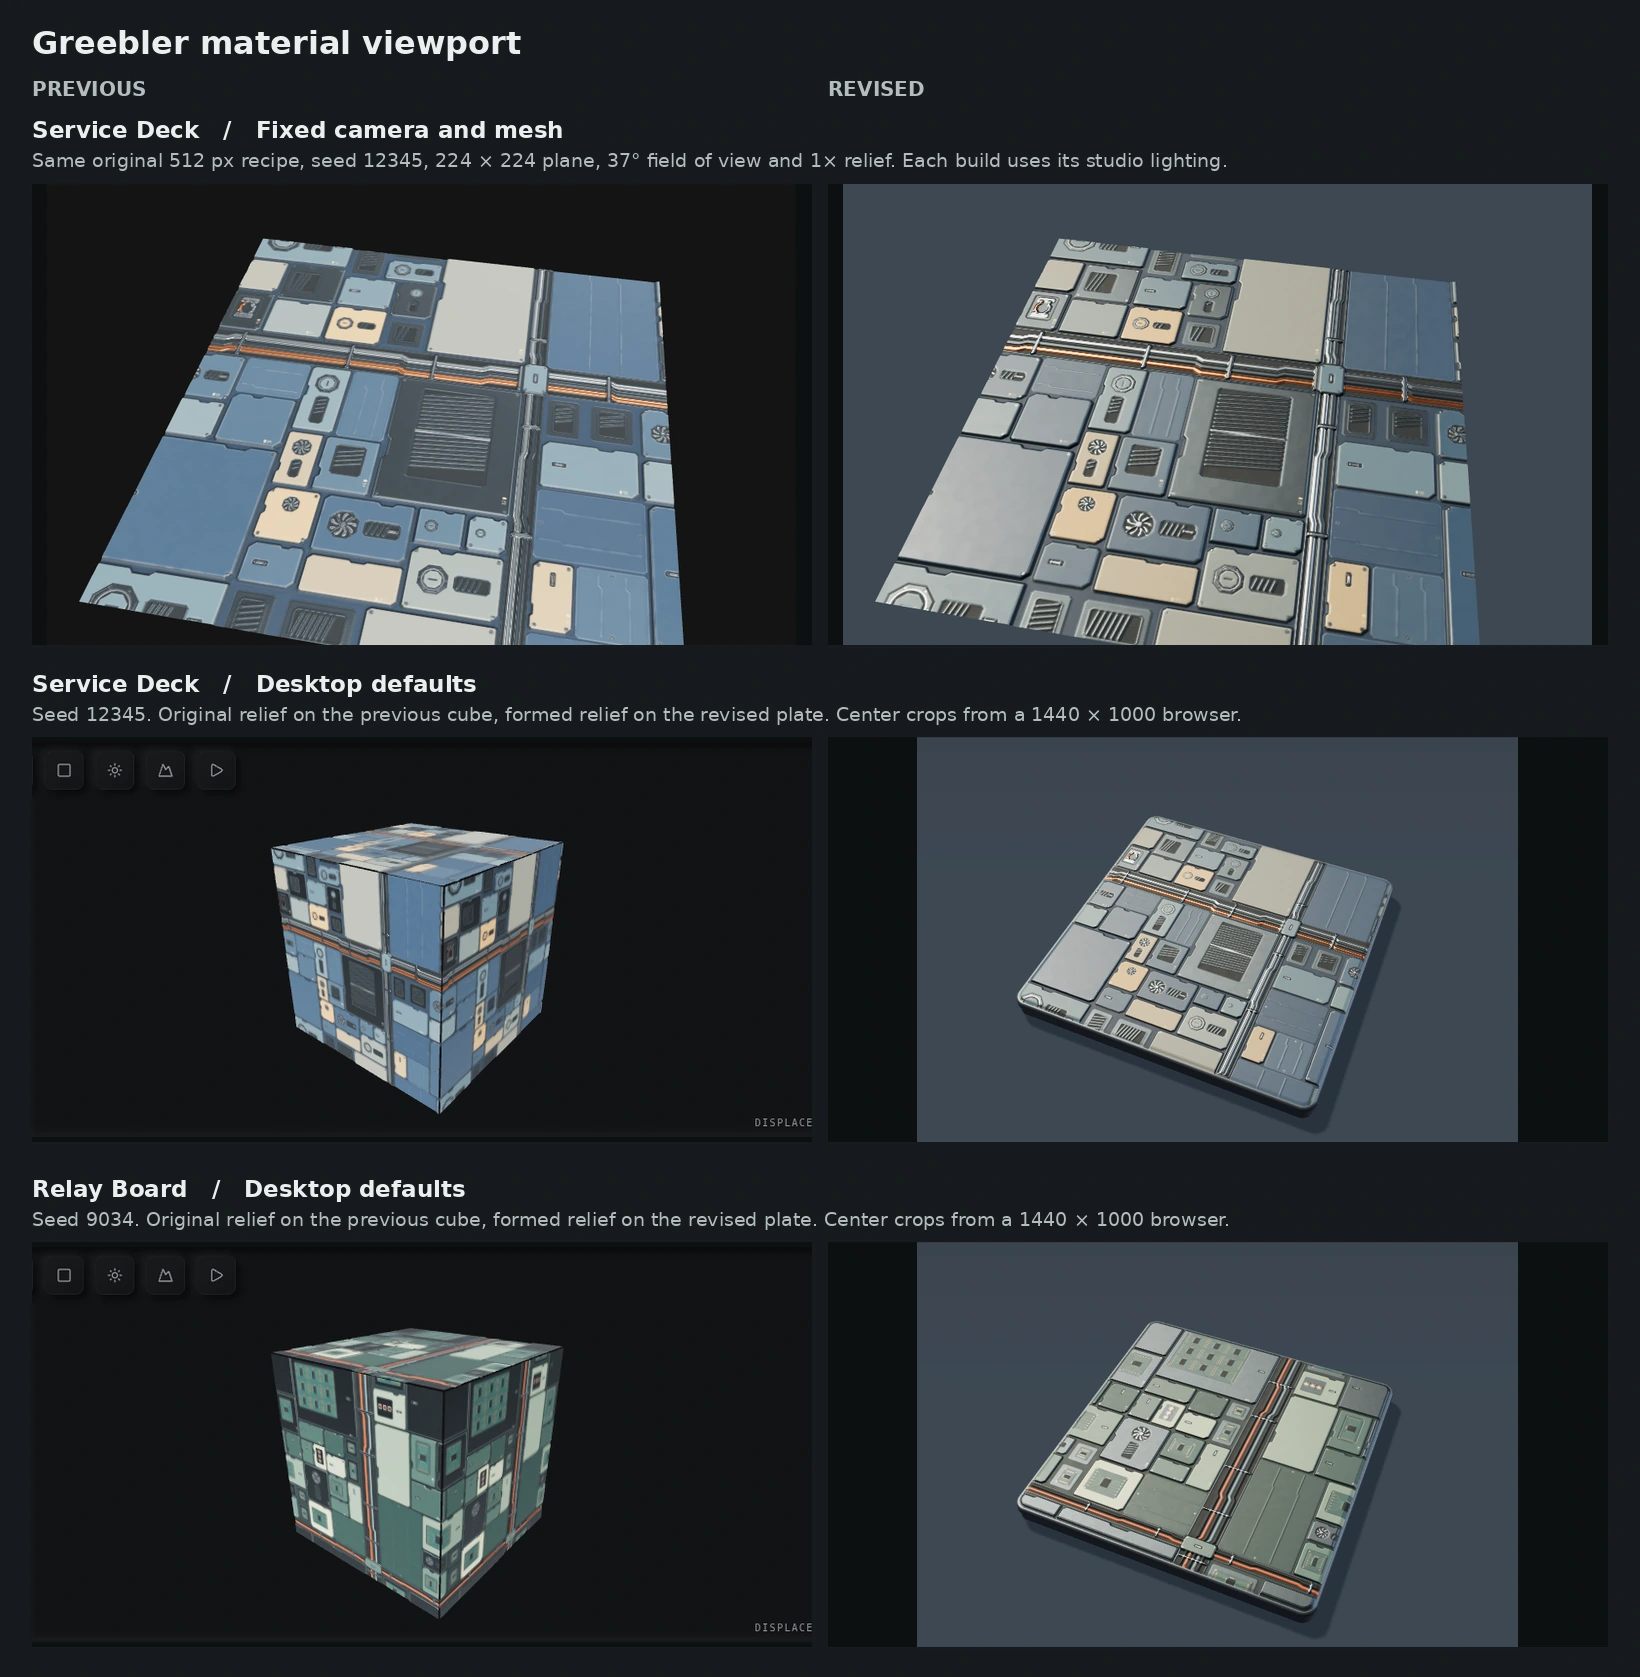 Greebler material viewport
PREVIOUS
REVISED
Service Deck / Fixed camera and mesh
Same original 512 px recipe, seed 12345, 224 × 224 plane, 37° field of view and 1× relief. Each build uses its studio lighting.
Service Deck / Desktop defaults
Seed 12345. Original relief on the previous cube, formed relief on the revised plate. Center crops from a 1440 × 1000 browser.
DISPLACE
Relay Board / Desktop defaults
Seed 9034. Original relief on the previous cube, formed relief on the revised plate. Center crops from a 1440 × 1000 browser.
DISPLACE